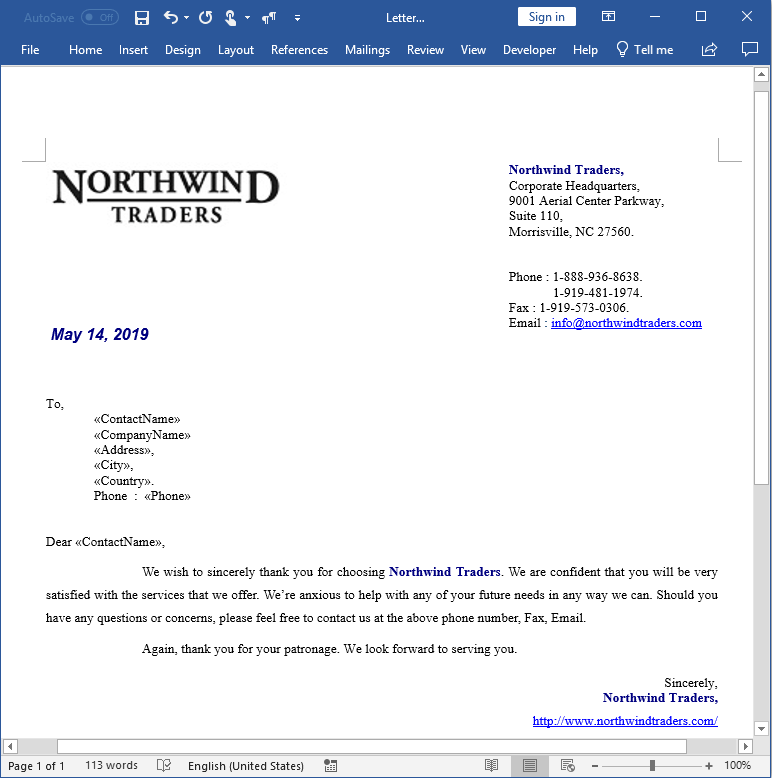 AutoSave Off Letter... Sign in
File Home Insert Design Layout References Mailings Review View Developer Help Tell me
NORTHWIND
TRADERS
Northwind Traders,
Corporate Headquarters,
9001 Aerial Center Parkway,
Suite 110,
Morrisville, NC 27560.
Phone : 1-888-936-8638.
1-919-481-1974.
Fax : 1-919-573-0306.
Email : info@northwindtraders.com
May 14, 2019
To,
«ContactName»
«CompanyName»
«Address»,
«City»,
«Country».
Phone : «Phone»
Dear «ContactName»,
We wish to sincerely thank you for choosing Northwind Traders. We are confident that you will be very
satisfied with the services that we offer. We’re anxious to help with any of your future needs in any way we can. Should you
have any questions or concerns, please feel free to contact us at the above phone number, Fax, Email.
Again, thank you for your patronage. We look forward to serving you.
Sincerely,
Northwind Traders,
http://www.northwindtraders.com/
Page 1 of 1 113 words English (United States) 100%